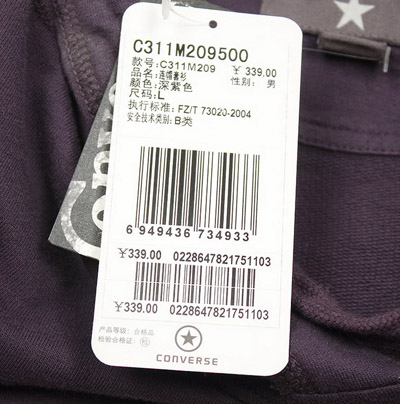 C311M209500
款号: C311M209 ¥ 339.00
品名: 连帽套衫 性别: 男
颜色: 深紫色
尺码: L
执行标准: FZ/T 73020-2004
安全技术类别: B类
6 949436 734933
¥339.00 0228647821751103
¥339.00 0228647821751103
0228647821751103
产品等级: 合格品
检验合格证: 检
CONVERSE
Conve